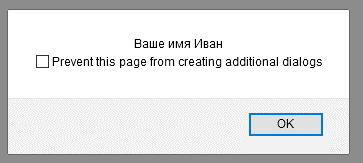 Ваше имя Иван
Prevent this page from creating additional dialogs
OK